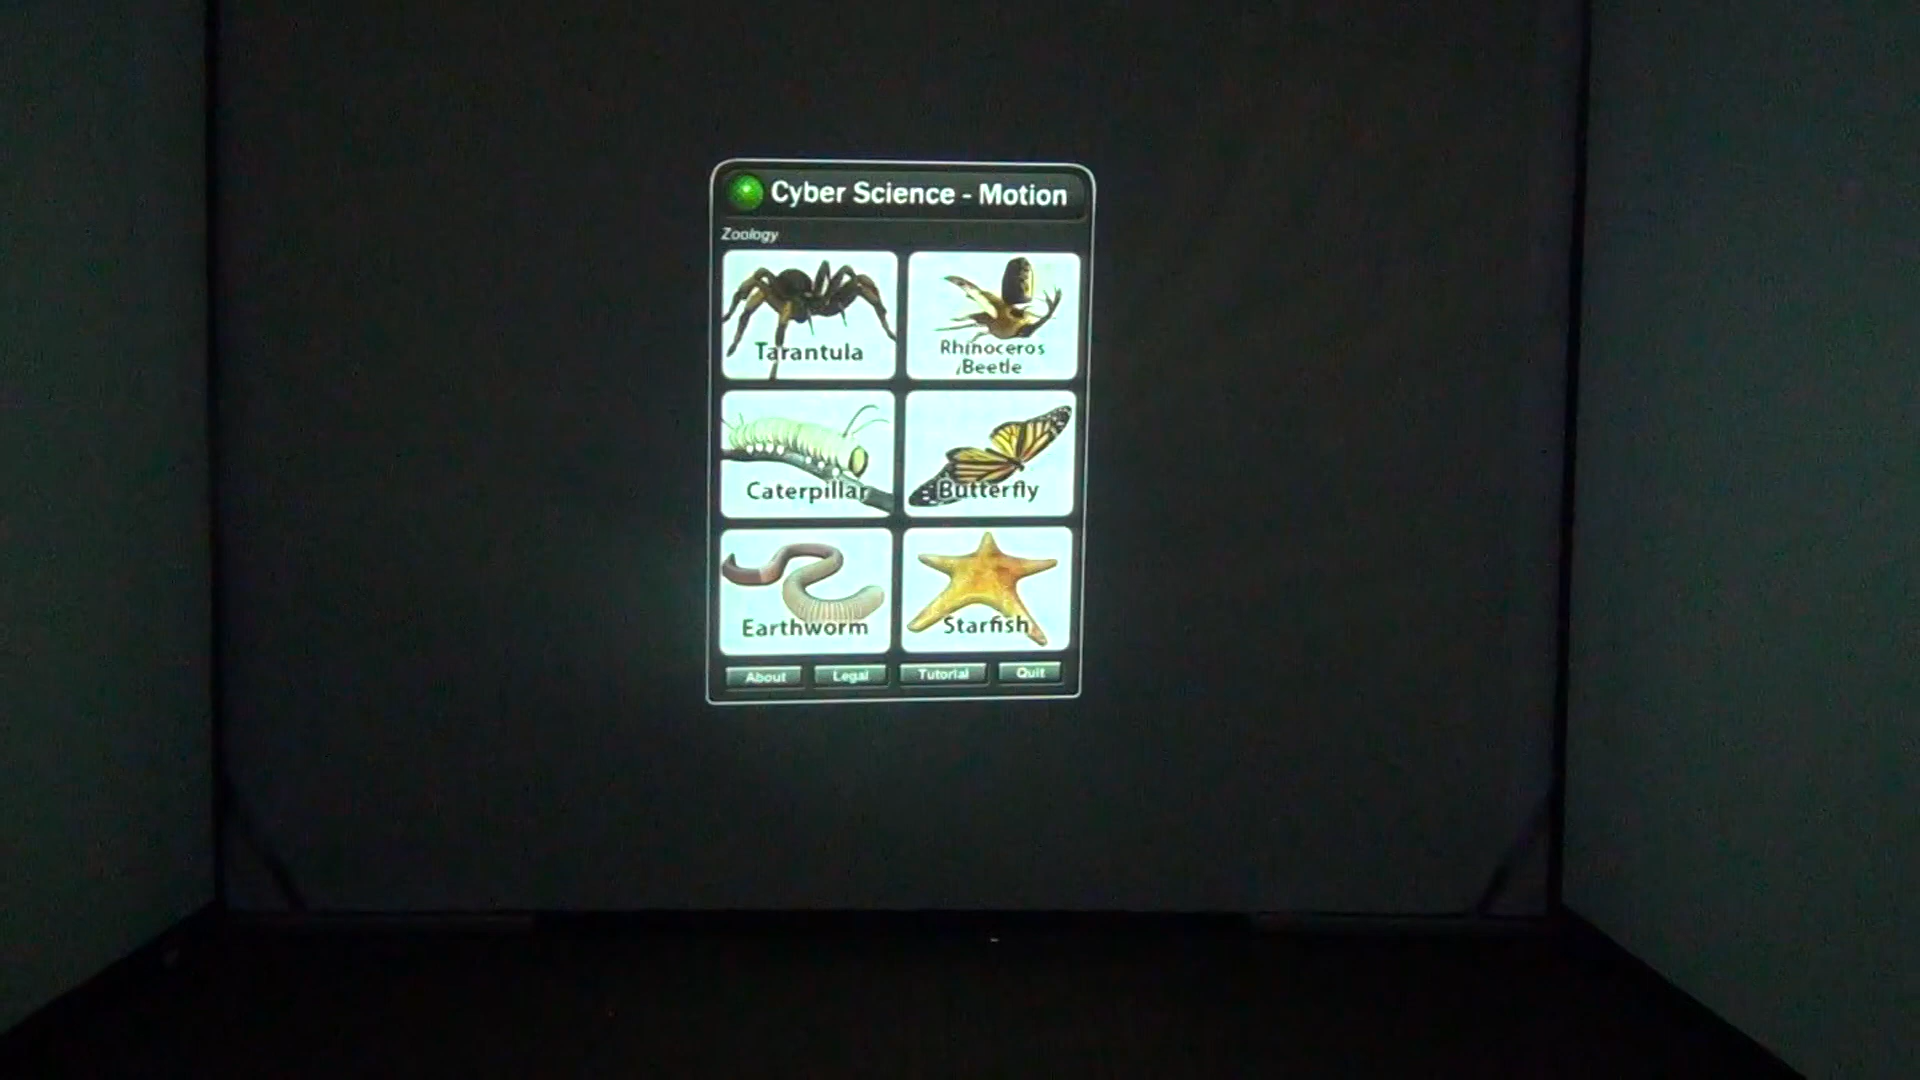 Cyber Science - Motion
Zoology
Tarantula
Rhinoceros
Beetle
Caterpillar
Butterfly
Earthworm
Starfish
About
Legal
Tutorial
Quit